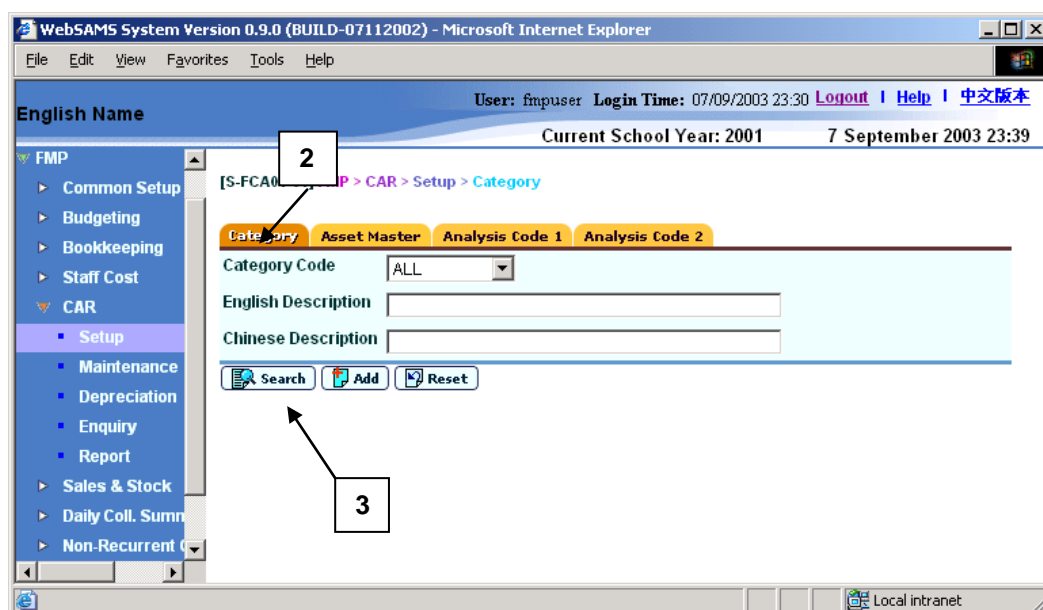 WebSAMS System Version 0.9.0 (BUILD-07112002) - Microsoft Internet Explorer
File Edit View Favorites Tools Help
English Name
User: fmpuser Login Time: 07/09/2003 23:30 Logout | Help | 中文版本
Current School Year: 2001 7 September 2003 23:39
FMP
Common Setup
Budgeting
Bookkeeping
Staff Cost
CAR
Setup
Maintenance
Depreciation
Enquiry
Report
Sales & Stock
Daily Coll. Summ
Non-Recurrent
2
[S-FCA0 > CAR > Setup > Category
Category Asset Master Analysis Code 1 Analysis Code 2
Category Code ALL
English Description
Chinese Description
Search Add Reset
3
Local intranet